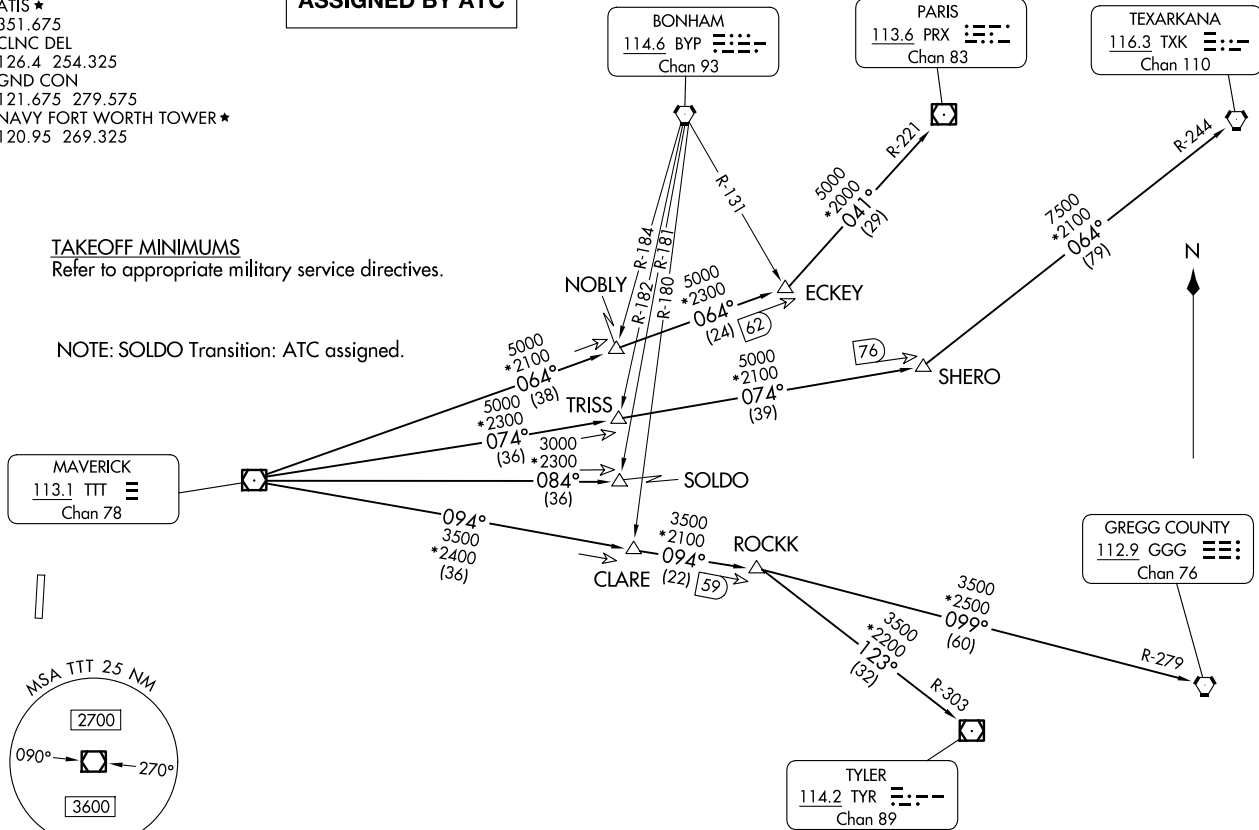 ATIS ★
351.675
CLNC DEL
126.4 254.325
GND CON
121.675 279.575
NAVY FORT WORTH TOWER ★
120.95 269.325
ASSIGNED BY ATC
BONHAM
114.6 BYP
Chan 93
PARIS
113.6 PRX
Chan 83
TEXARKANA
116.3 TXK
Chan 110
TAKEOFF MINIMUMS
Refer to appropriate military service directives.
NOTE: SOLDO Transition: ATC assigned.
R-131
R-184
R-181
R-182
R-180
R-221
5000
*2000
041°
(29)
R-244
7500
*2100
064°
(79)
N
NOBLY
5000
*2300
064°
(24)
62
ECKEY
5000
*2100
064°
(38)
TRISS
5000
*2100
074°
(39)
76
SHERO
5000
*2300
074°
(36)
3000
*2300
084°
(36)
SOLDO
MAVERICK
113.1 TTT
Chan 78
094°
3500
*2400
(36)
CLARE
3500
*2100
094°
(22)
59
ROCKK
3500
*2500
099°
(60)
R-279
GREGG COUNTY
112.9 GGG
Chan 76
3500
*2200
123°
(32)
R-303
TYLER
114.2 TYR
Chan 89
MSA TTT 25 NM
2700
090°
270°
3600